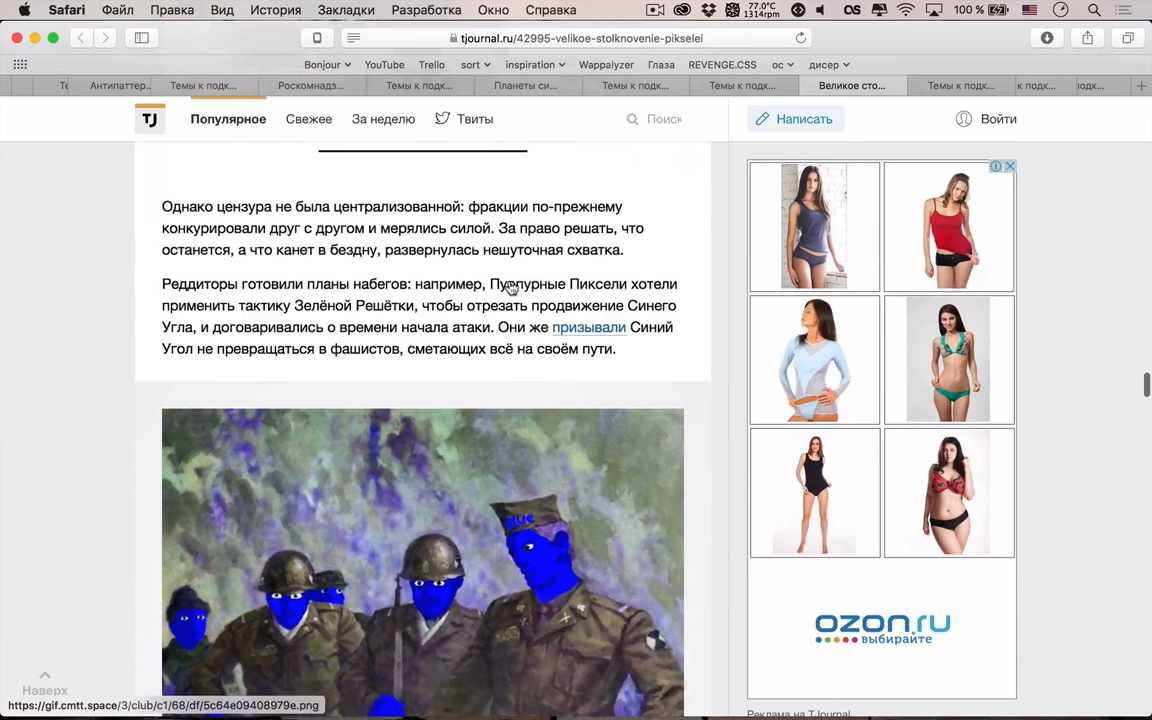 Safari Файл Правка Вид История Закладки Разработка Окно Справка 77.0°C 1314rpm 100 %
tjournal.ru/42995-velikoe-stolknovenie-pikselei
Bonjour YouTube Trello sort inspiration Wappalyzer Глаза REVENGE.CSS ос дисер
Те Антипаттер... Темы к подк... Роскомнадз... Темы к подк... Планеты си... Темы к подк... Темы к подк... Великое сто... Темы к подк... к подк... подк...
TJ Популярное Свежее За неделю Твиты Поиск Написать Войти
Однако цензура не была централизованной: фракции по-прежнему
конкурировали друг с другом и мерялись силой. За право решать, что
останется, а что канет в бездну, развернулась нешуточная схватка.
Реддиторы готовили планы набегов: например, Пурпурные Пиксели хотели
применить тактику Зелёной Решётки, чтобы отрезать продвижение Синего
Угла, и договаривались о времени начала атаки. Они же призывали Синий
Угол не превращаться в фашистов, сметающих всё на своём пути.
BLUE
OZON.RU
выбирайте
Наверх
https://gif.cmtt.space/3/club/c1/68/df/5c64e09408979e.png
Реклама на TJournal